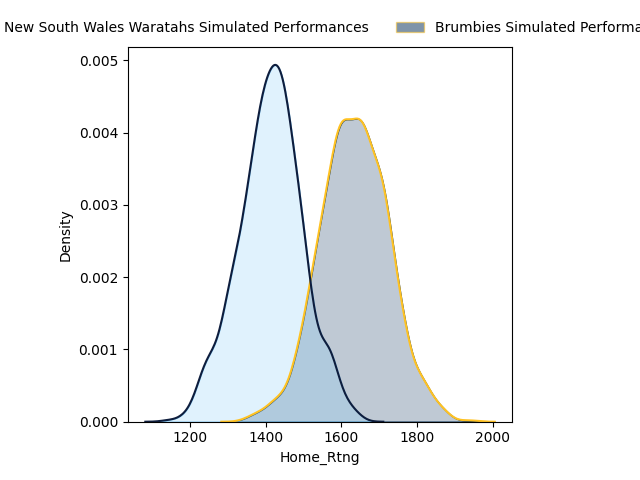 New South Wales Waratahs Simulated Performances
Brumbies Simulated Performa
0.005
0.004
0.003
0.002
0.001
0.000
Density
1200 1400 1600 1800 2000
Home_Rtng